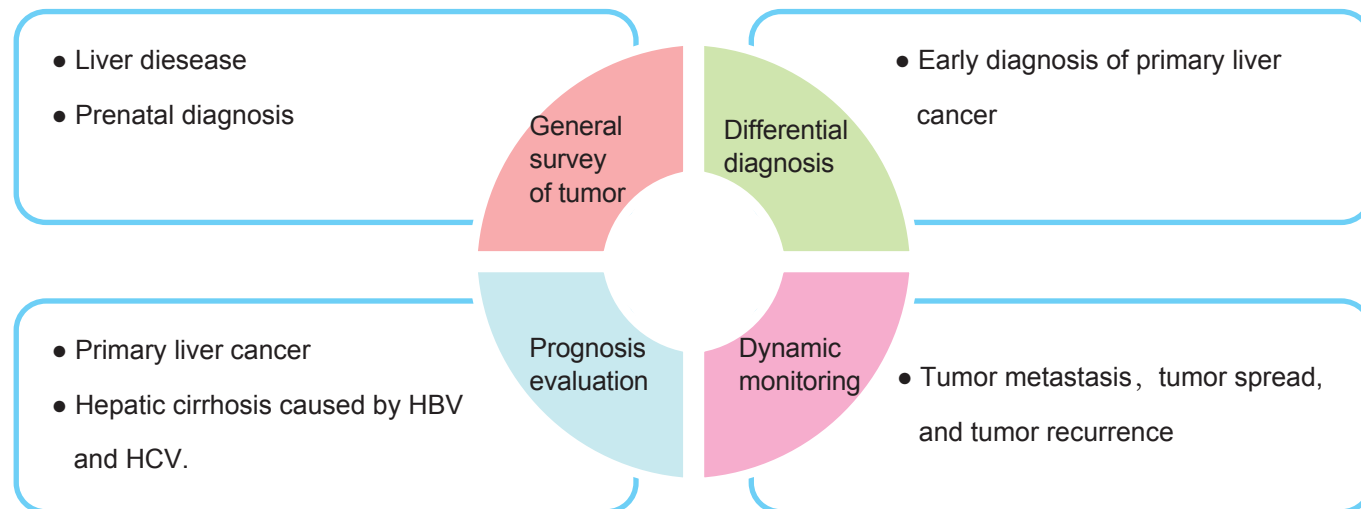 ● Liver diesease
● Prenatal diagnosis
General
survey
of tumor
Differential
diagnosis
● Early diagnosis of primary liver
cancer
● Primary liver cancer
● Hepatic cirrhosis caused by HBV
and HCV.
Prognosis
evaluation
Dynamic
monitoring
● Tumor metastasis，tumor spread,
and tumor recurrence